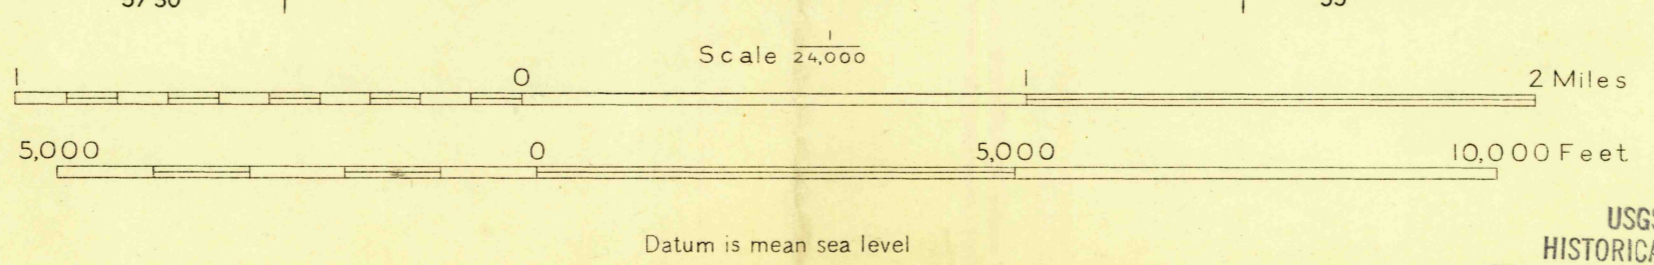 Scale 1/24,000
1 0 1 2 Miles
5,000 0 5,000 10,000 Feet
Datum is mean sea level
USGS
HISTORICA